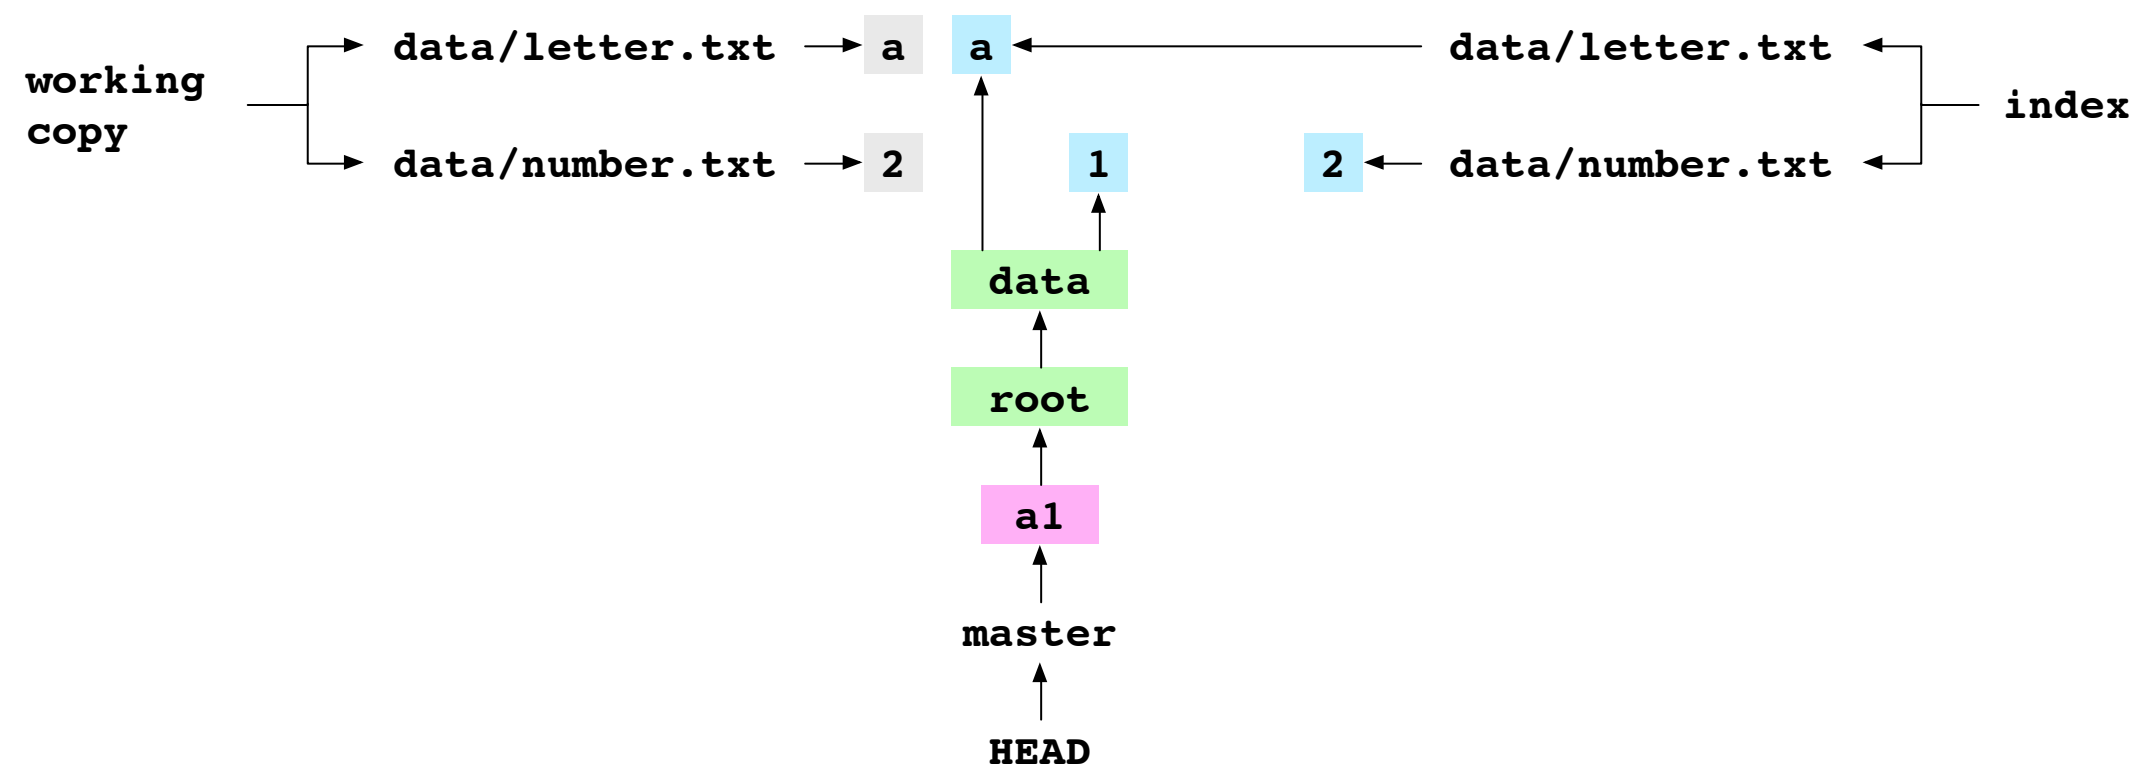 data/letter.txt a a data/letter.txt
working
copy
index
data/number.txt 2 1 2 data/number.txt
data
root
a1
master
HEAD